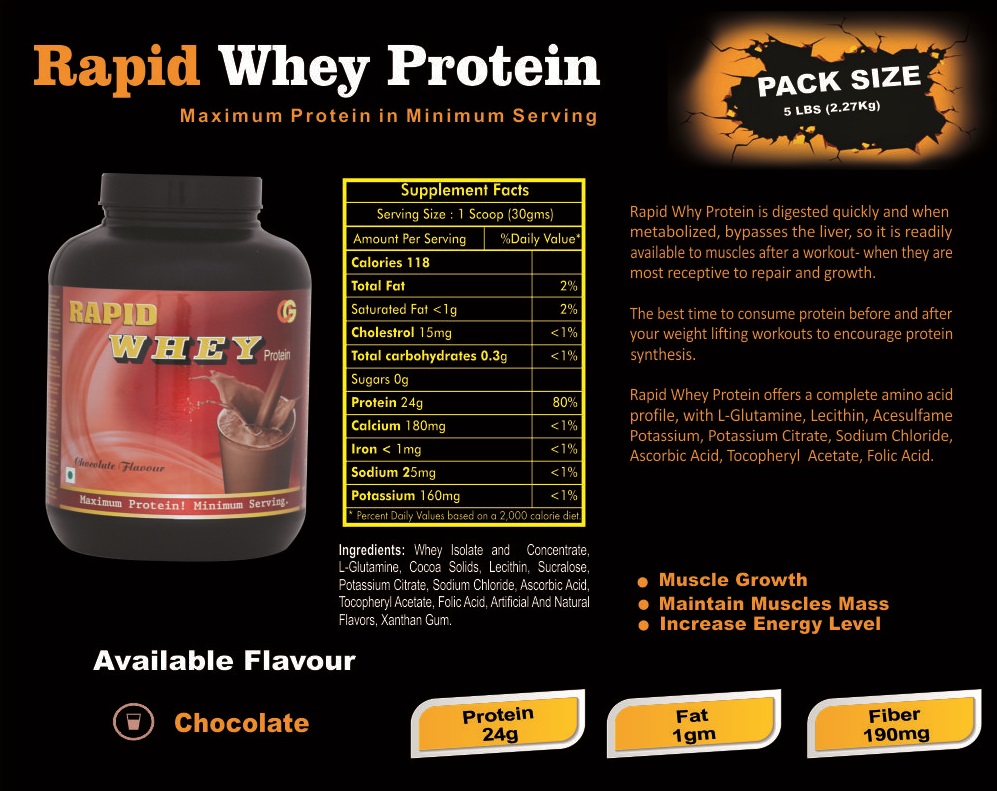 Rapid Whey Protein
Maximum Protein in Minimum Serving
PACK SIZE
5 LBS (2.27Kg)
RAPID
WHEY Protein
G
Chocolate Flavour
Maximum Protein! Minimum Serving.
Supplement Facts
Serving Size : 1 Scoop (30gms)
Amount Per Serving %Daily Value*
Calories 118
Total Fat 2%
Saturated Fat <1g 2%
Cholestrol 15mg <1%
Total carbohydrates 0.3g <1%
Sugars 0g
Protein 24g 80%
Calcium 180mg <1%
Iron < 1mg <1%
Sodium 25mg <1%
Potassium 160mg <1%
* Percent Daily Values based on a 2,000 calorie diet
Ingredients: Whey Isolate and Concentrate,
L-Glutamine, Cocoa Solids, Lecithin, Sucralose,
Potassium Citrate, Sodium Chloride, Ascorbic Acid,
Tocopheryl Acetate, Folic Acid, Artificial And Natural
Flavors, Xanthan Gum.
Rapid Why Protein is digested quickly and when
metabolized, bypasses the liver, so it is readily
available to muscles after a workout- when they are
most receptive to repair and growth.
The best time to consume protein before and after
your weight lifting workouts to encourage protein
synthesis.
Rapid Whey Protein offers a complete amino acid
profile, with L-Glutamine, Lecithin, Acesulfame
Potassium, Potassium Citrate, Sodium Chloride,
Ascorbic Acid, Tocopheryl Acetate, Folic Acid.
• Muscle Growth
• Maintain Muscles Mass
• Increase Energy Level
Available Flavour
Chocolate
Protein
24g
Fat
1gm
Fiber
190mg